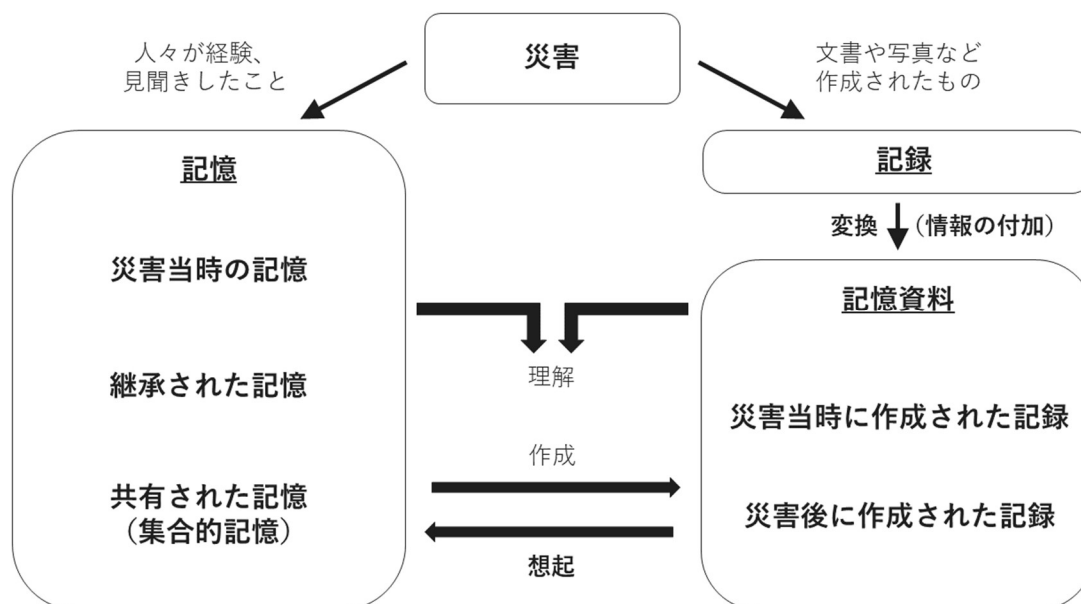 人々が経験、
見聞きしたこと
災害
文書や写真など
作成されたもの
記憶
災害当時の記憶
継承された記憶
共有された記憶
（集合的記憶）
記録
変換
（情報の付加）
記憶資料
災害当時に作成された記録
災害後に作成された記録
理解
作成
想起